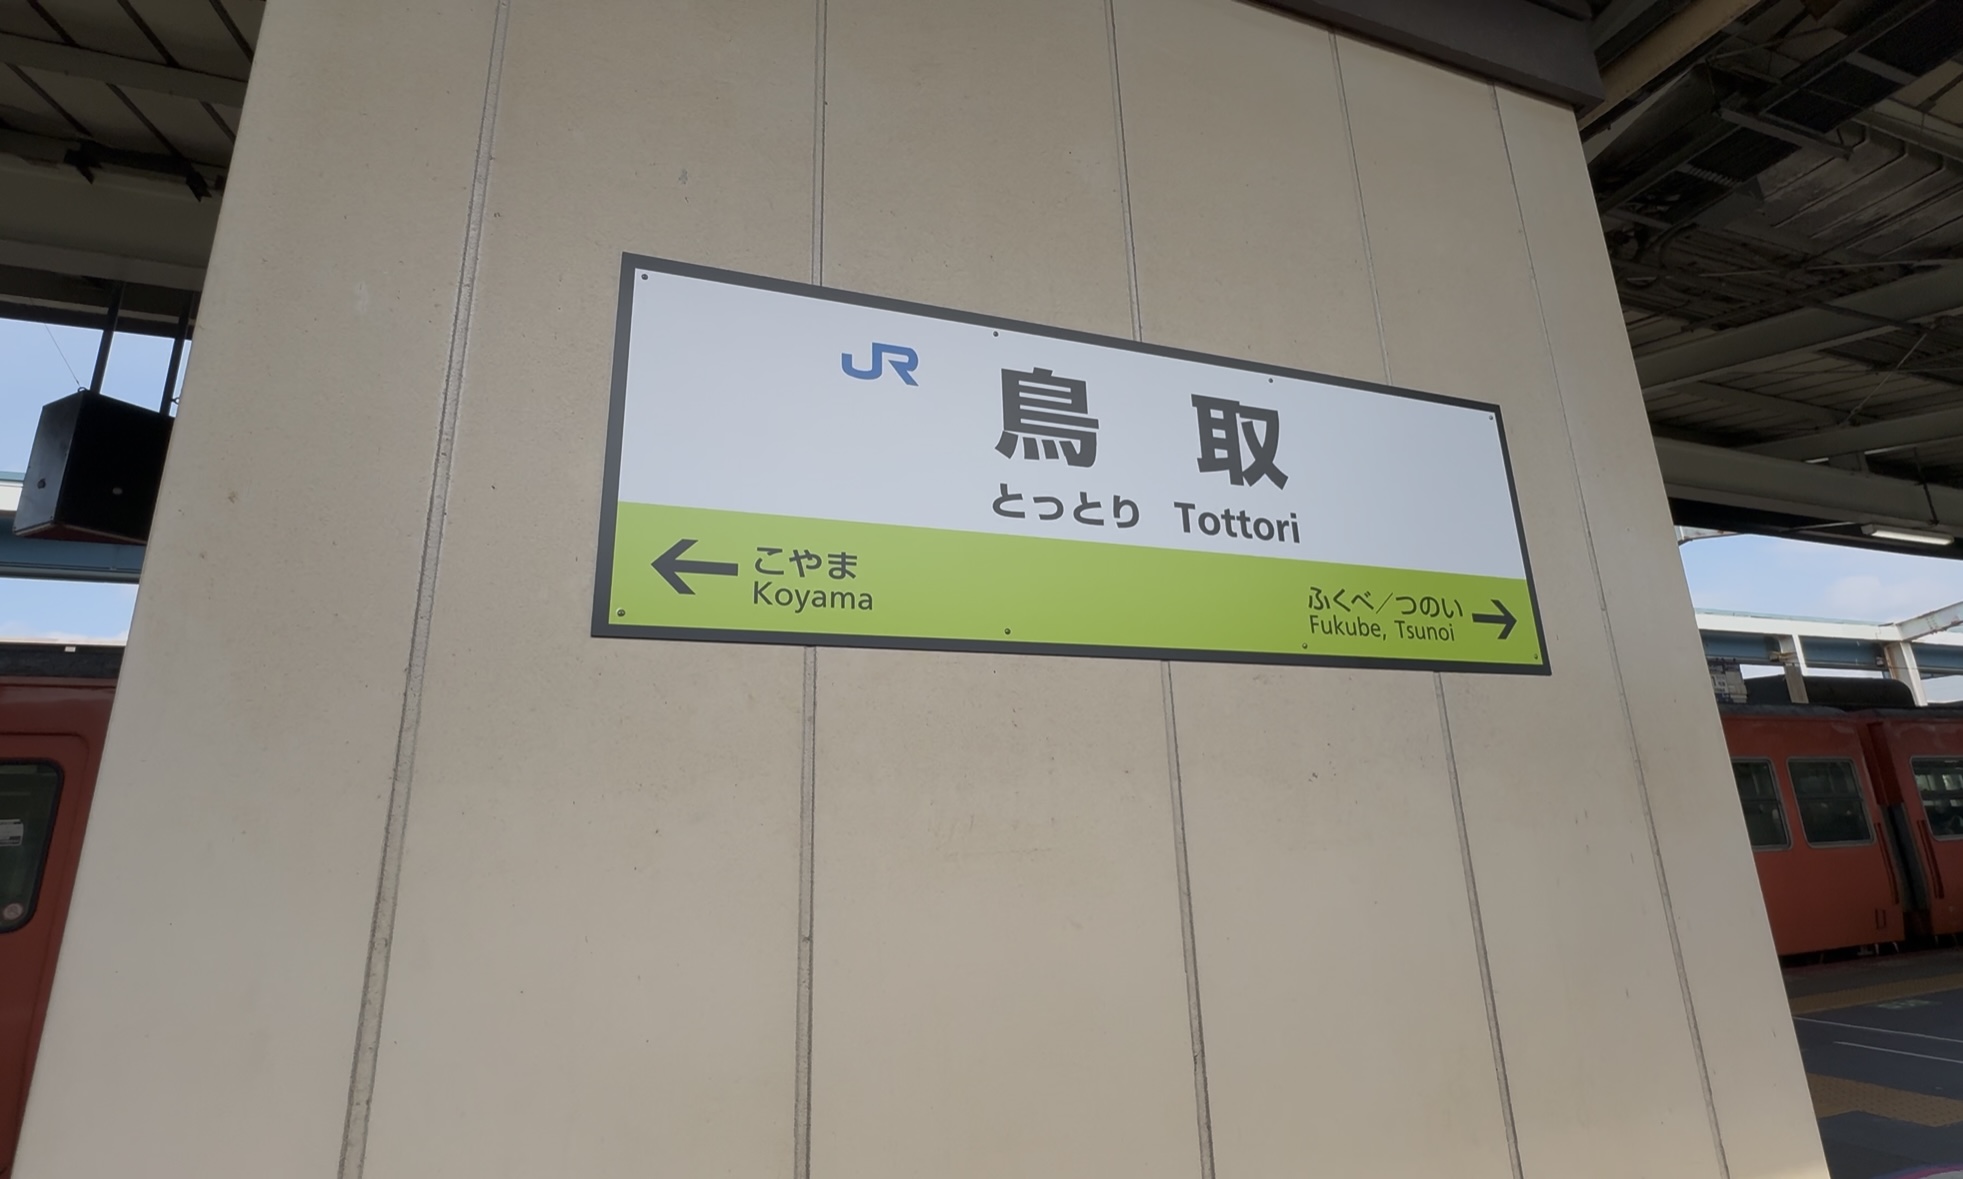 JR 鳥取
とっとり Tottori
← こやま
Koyama
ふくべ／つのい →
Fukube, Tsunoi